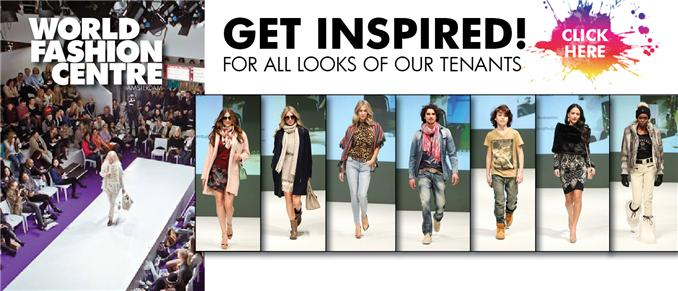 WORLD
FASHION
CENTRE
AMSTERDAM
GET INSPIRED!
FOR ALL LOOKS OF OUR TENANTS
CLICK
HERE